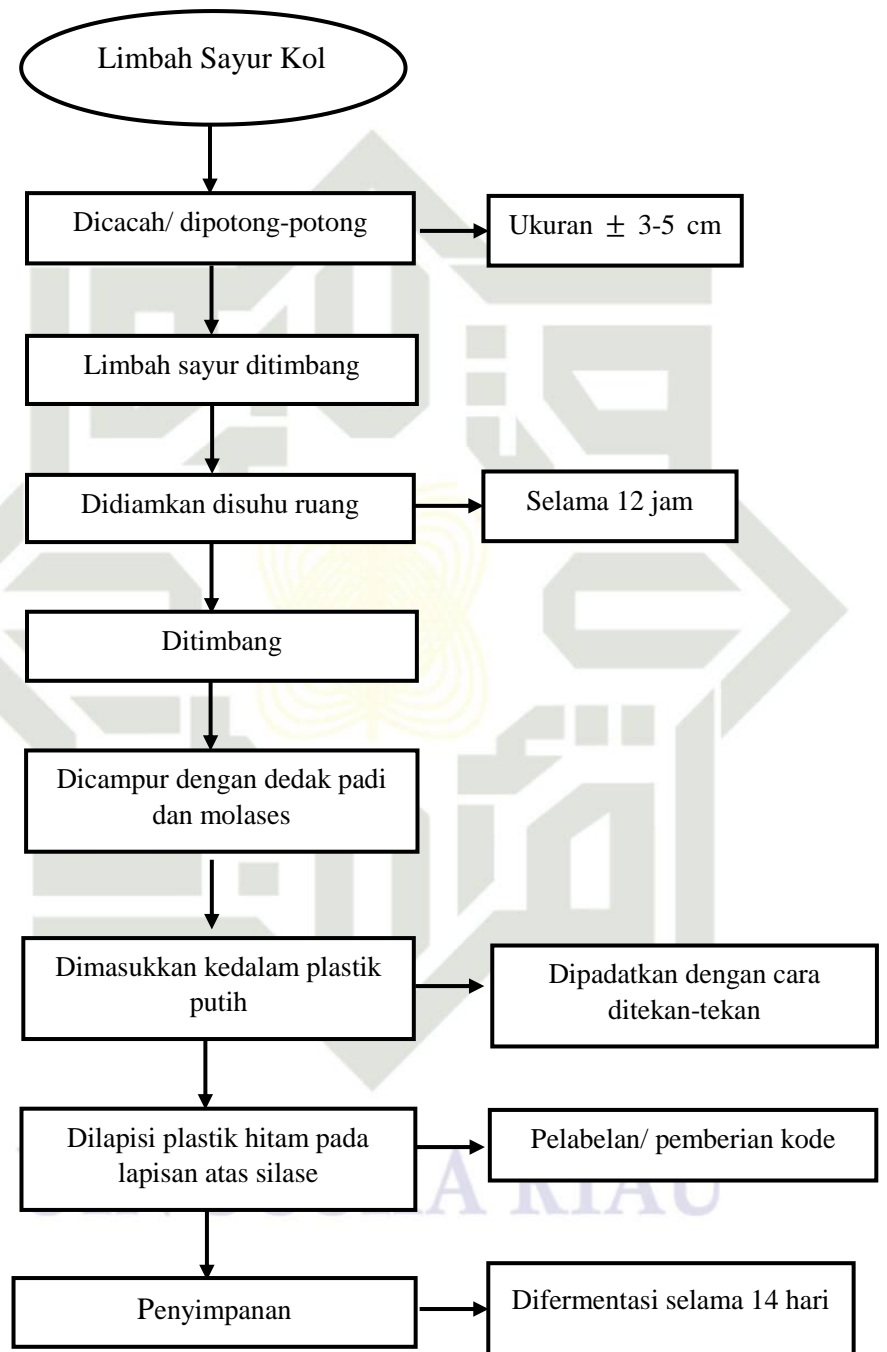 Limbah Sayur Kol
Dicacah/ dipotong-potong
Ukuran ± 3-5 cm
Limbah sayur ditimbang
Didiamkan disuhu ruang
Selama 12 jam
Ditimbang
Dicampur dengan dedak padi
dan molases
Dimasukkan kedalam plastik
putih
Dipadatkan dengan cara
ditekan-tekan
Dilapisi plastik hitam pada
lapisan atas silase
Pelabelan/ pemberian kode
A RIAU
Penyimpanan
Difermentasi selama 14 hari